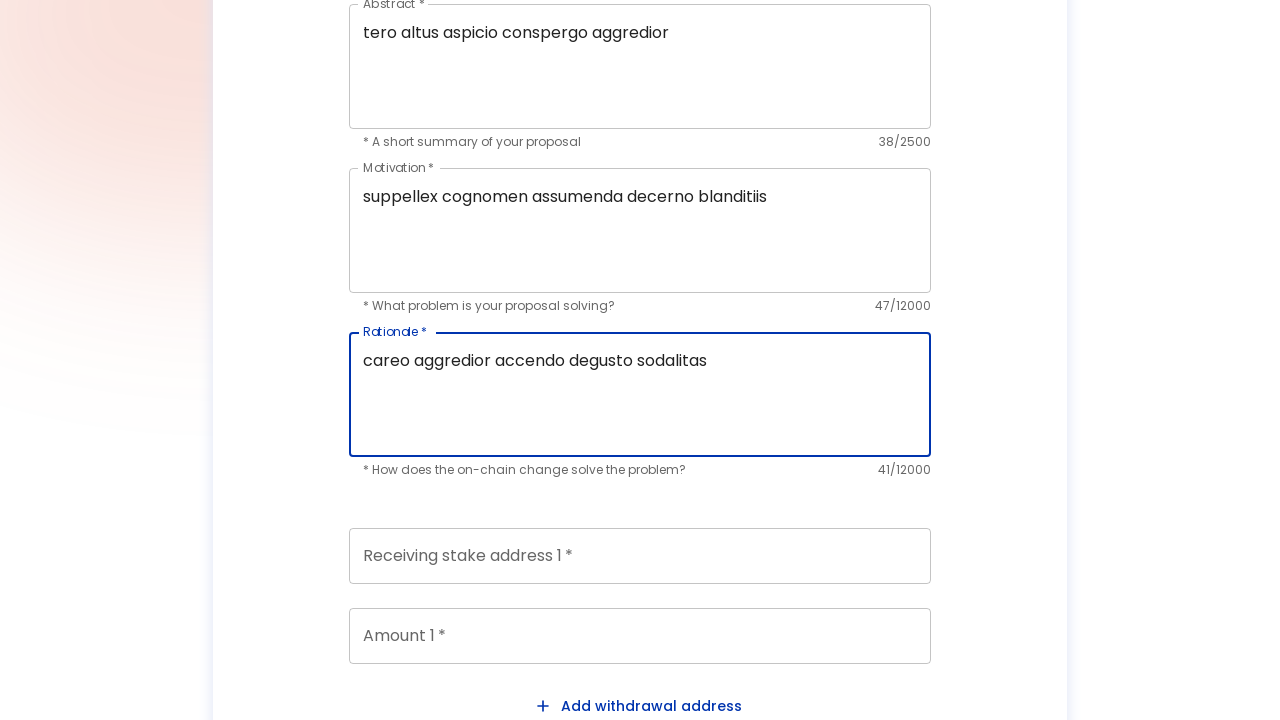 Abstract *
tero altus aspicio conspergo aggredior
* A short summary of your proposal 38/2500
Motivation *
suppellex cognomen assumenda decerno blanditiis
* What problem is your proposal solving? 47/12000
Rationale *
careo aggredior accendo degusto sodalitas
* How does the on-chain change solve the problem? 41/12000
Receiving stake address 1 *
Amount 1 *
+ Add withdrawal address